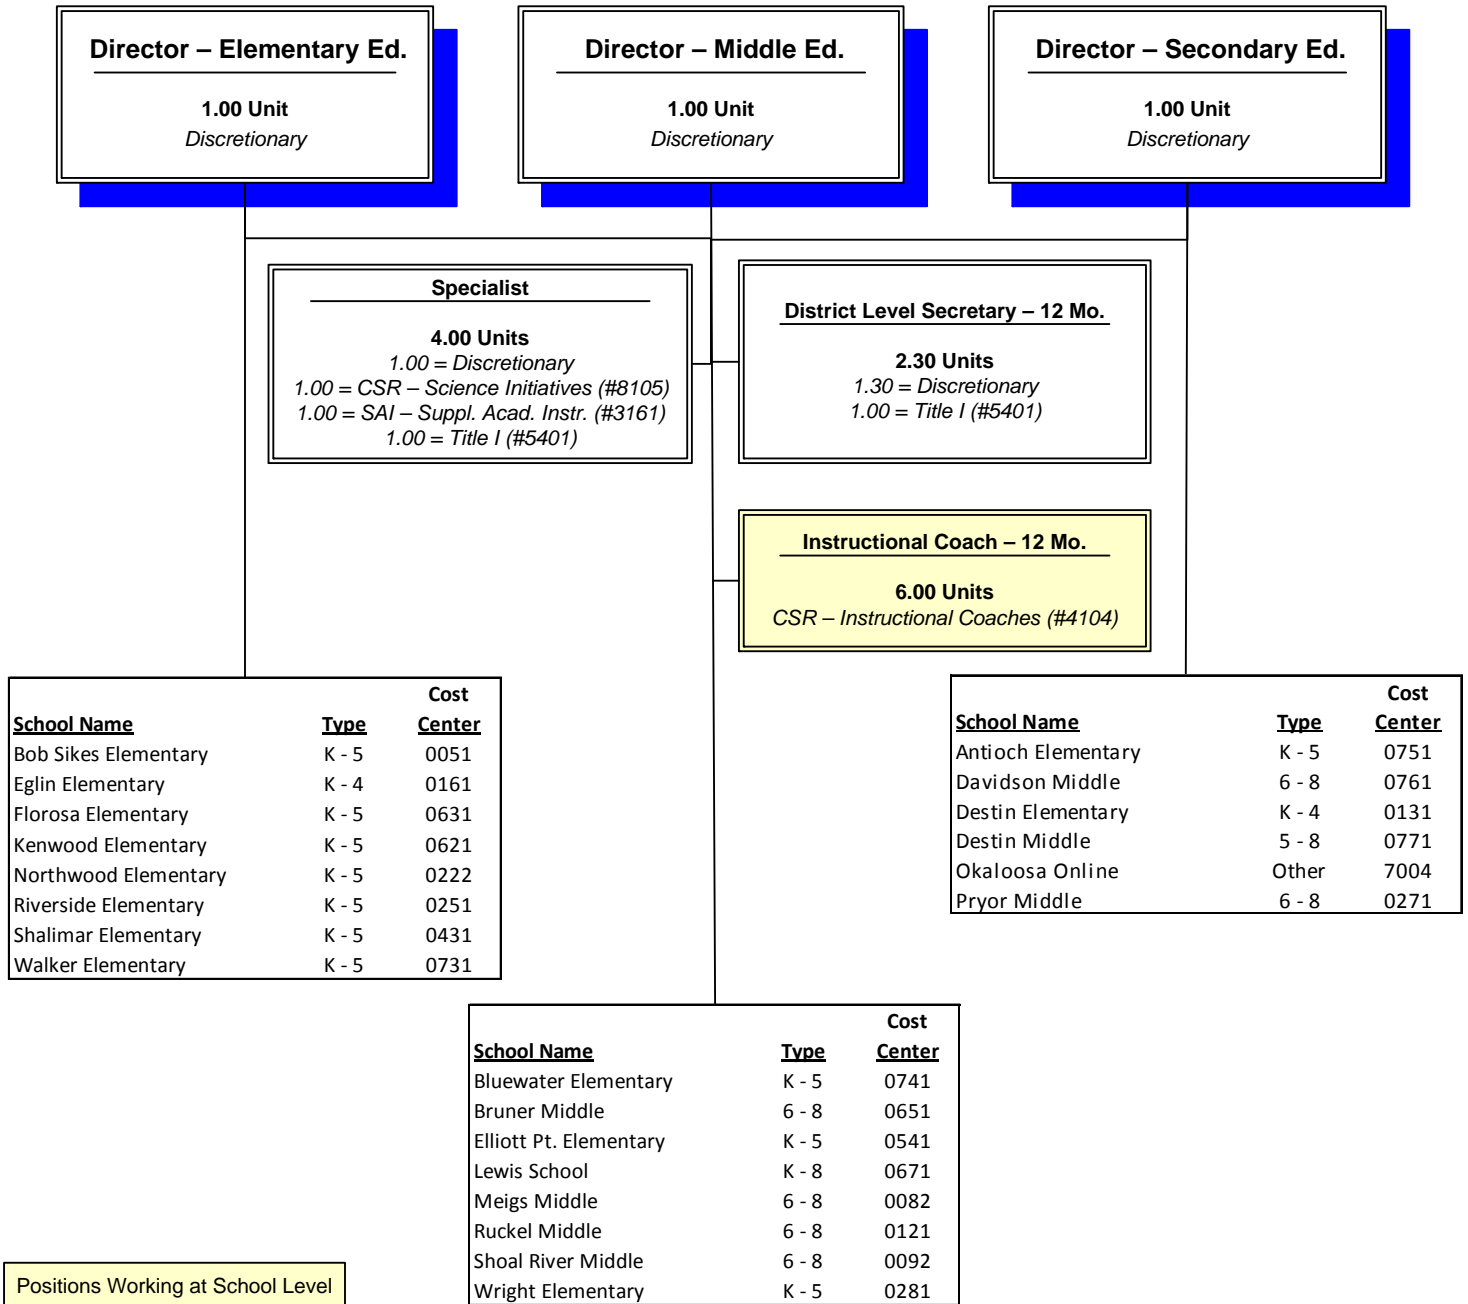 Director – Elementary Ed.
1.00 Unit
Discretionary
Director – Middle Ed.
1.00 Unit
Discretionary
Director – Secondary Ed.
1.00 Unit
Discretionary
Specialist
4.00 Units
1.00 = Discretionary
1.00 = CSR – Science Initiatives (#8105)
1.00 = SAI – Suppl. Acad. Instr. (#3161)
1.00 = Title I (#5401)
District Level Secretary – 12 Mo.
2.30 Units
1.30 = Discretionary
1.00 = Title I (#5401)
Instructional Coach – 12 Mo.
6.00 Units
CSR – Instructional Coaches (#4104)
Cost
School Name Type Center
Bob Sikes Elementary K - 5 0051
Eglin Elementary K - 4 0161
Florosa Elementary K - 5 0631
Kenwood Elementary K - 5 0621
Northwood Elementary K - 5 0222
Riverside Elementary K - 5 0251
Shalimar Elementary K - 5 0431
Walker Elementary K - 5 0731
Cost
School Name Type Center
Antioch Elementary K - 5 0751
Davidson Middle 6 - 8 0761
Destin Elementary K - 4 0131
Destin Middle 5 - 8 0771
Okaloosa Online Other 7004
Pryor Middle 6 - 8 0271
Cost
School Name Type Center
Bluewater Elementary K - 5 0741
Bruner Middle 6 - 8 0651
Elliott Pt. Elementary K - 5 0541
Lewis School K - 8 0671
Meigs Middle 6 - 8 0082
Ruckel Middle 6 - 8 0121
Shoal River Middle 6 - 8 0092
Wright Elementary K - 5 0281
Positions Working at School Level